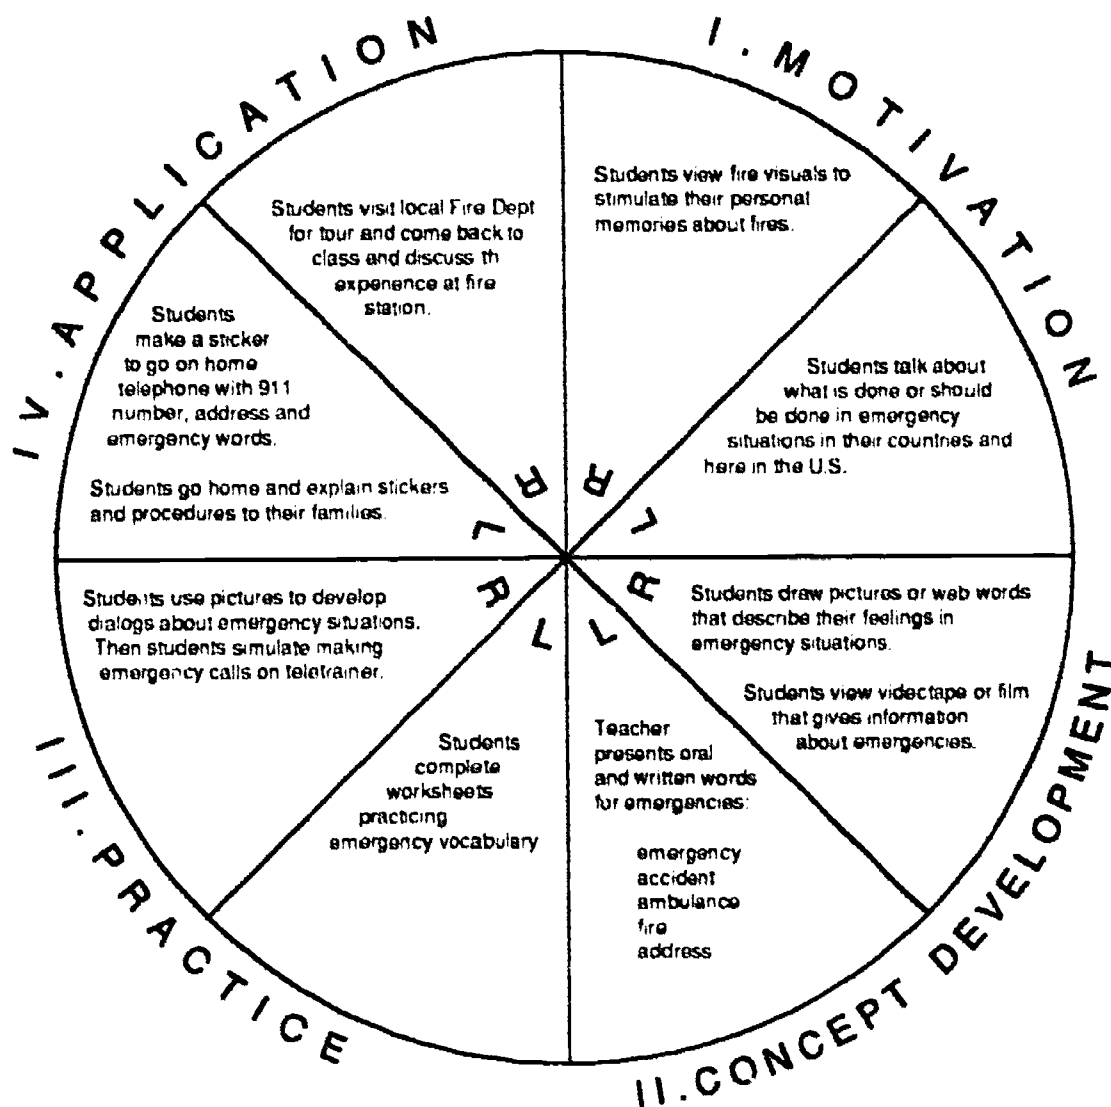 I. MOTIVATION
Students view fire visuals to
stimulate their personal
memories about fires.
Students talk about
what is done or should
be done in emergency
situations in their countries and
here in the U.S.
II. CONCEPT DEVELOPMENT
Students draw pictures or web words
that describe their feelings in
emergency situations.
Students view videctape or film
that gives information
about emergencies.
Teacher
presents oral
and written words
for emergencies:
emergency
accident
ambulance
fire
address
III. PRACTICE
Students
complete
worksheets
practicing
emergency vocabulary
Students use pictures to develop
dialogs about emergency situations.
Then students simulate making
emergency calls on teletrainer.
IV. APPLICATION
Students
make a sticker
to go on home
telephone with 911
number, address and
emergency words.
Students go home and explain stickers
and procedures to their families.
Students visit local Fire Dept
for tour and come back to
class and discuss th
experience at fire
station.
R
L
R
L
L
R
L
R